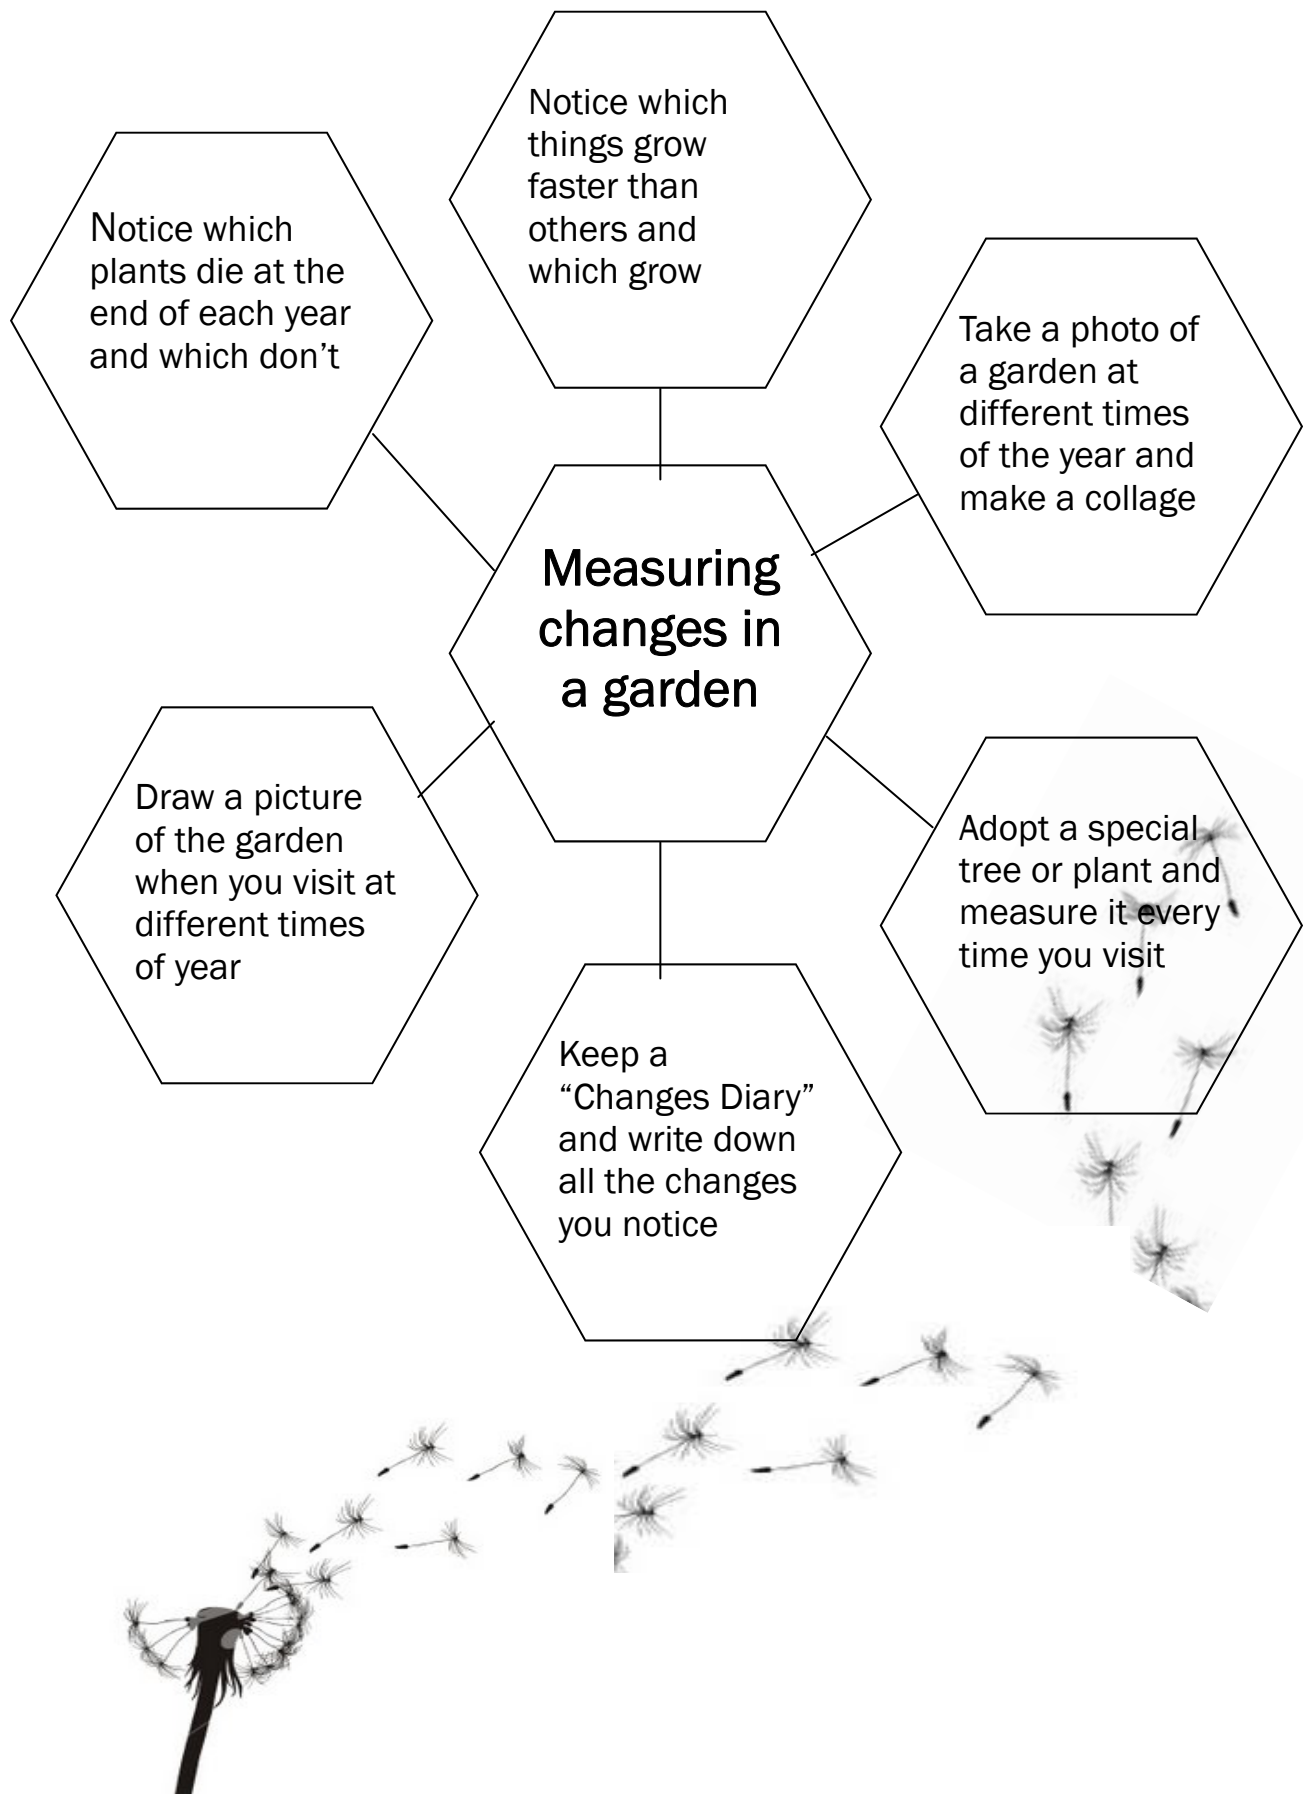 Notice which
things grow
faster than
others and
which grow
Notice which
plants die at the
end of each year
and which don't
Take a photo of
a garden at
different times
of the year and
make a collage
Measuring
changes in
a garden
Draw a picture
of the garden
when you visit at
different times
of year
Adopt a special
tree or plant and
measure it every
time you visit
Keep a
“Changes Diary”
and write down
all the changes
you notice